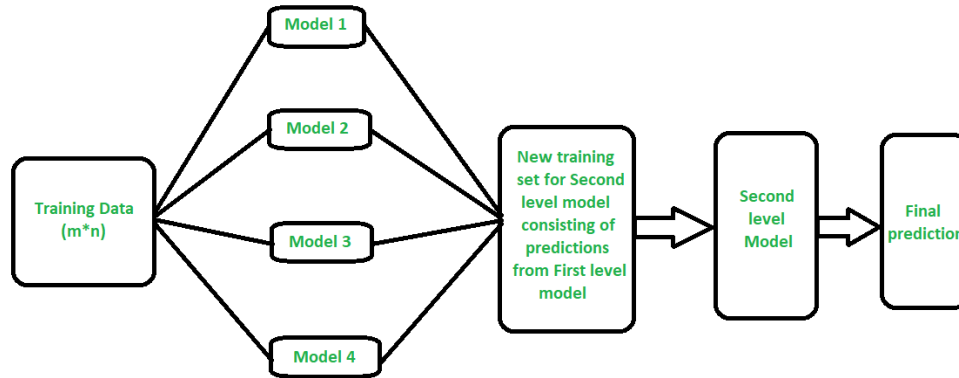 Model 1
Model 2
Training Data
(m*n)
Model 3
Model 4
New training
set for Second
level model
consisting of
predictions
from First level
model
Second
level Model
Final
prediction